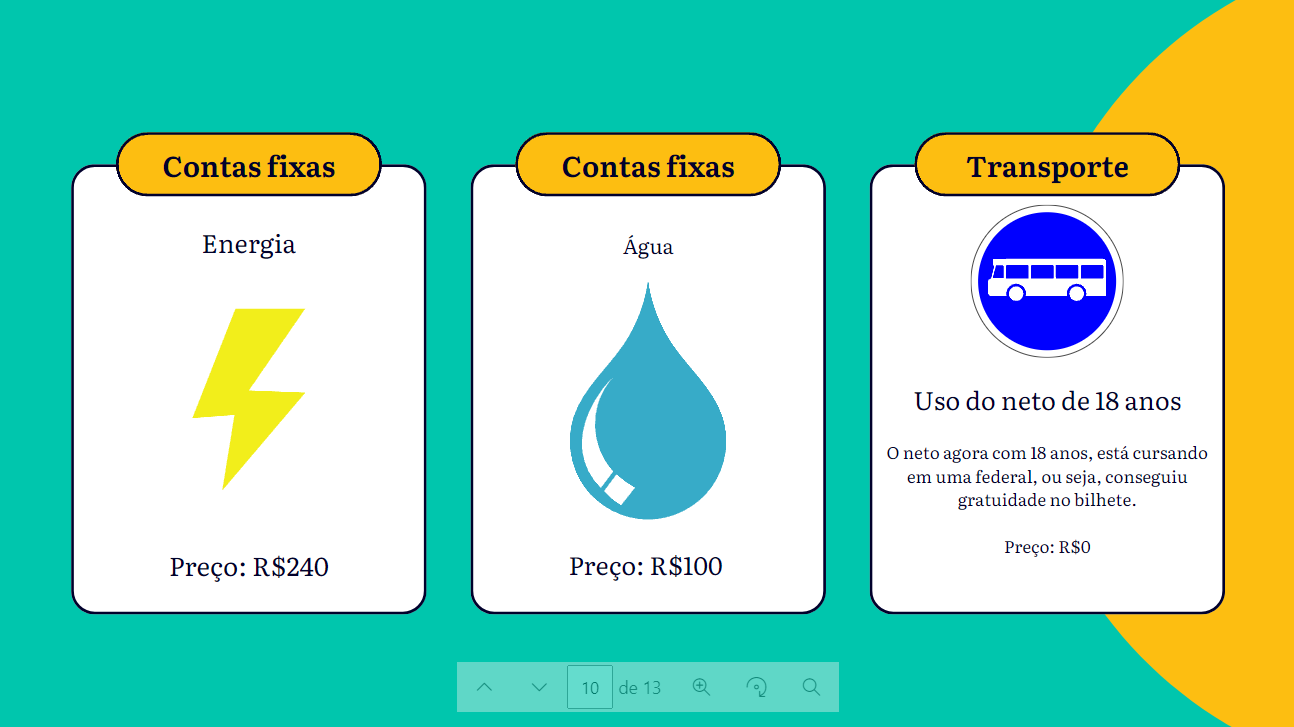 Contas fixas
Energia
Preço: R$240
Contas fixas
Água
Preço: R$100
Transporte
Uso do neto de 18 anos
O neto agora com 18 anos, está cursando
em uma federal, ou seja, conseguiu
gratuidade no bilhete.
Preço: R$0
10 de 13